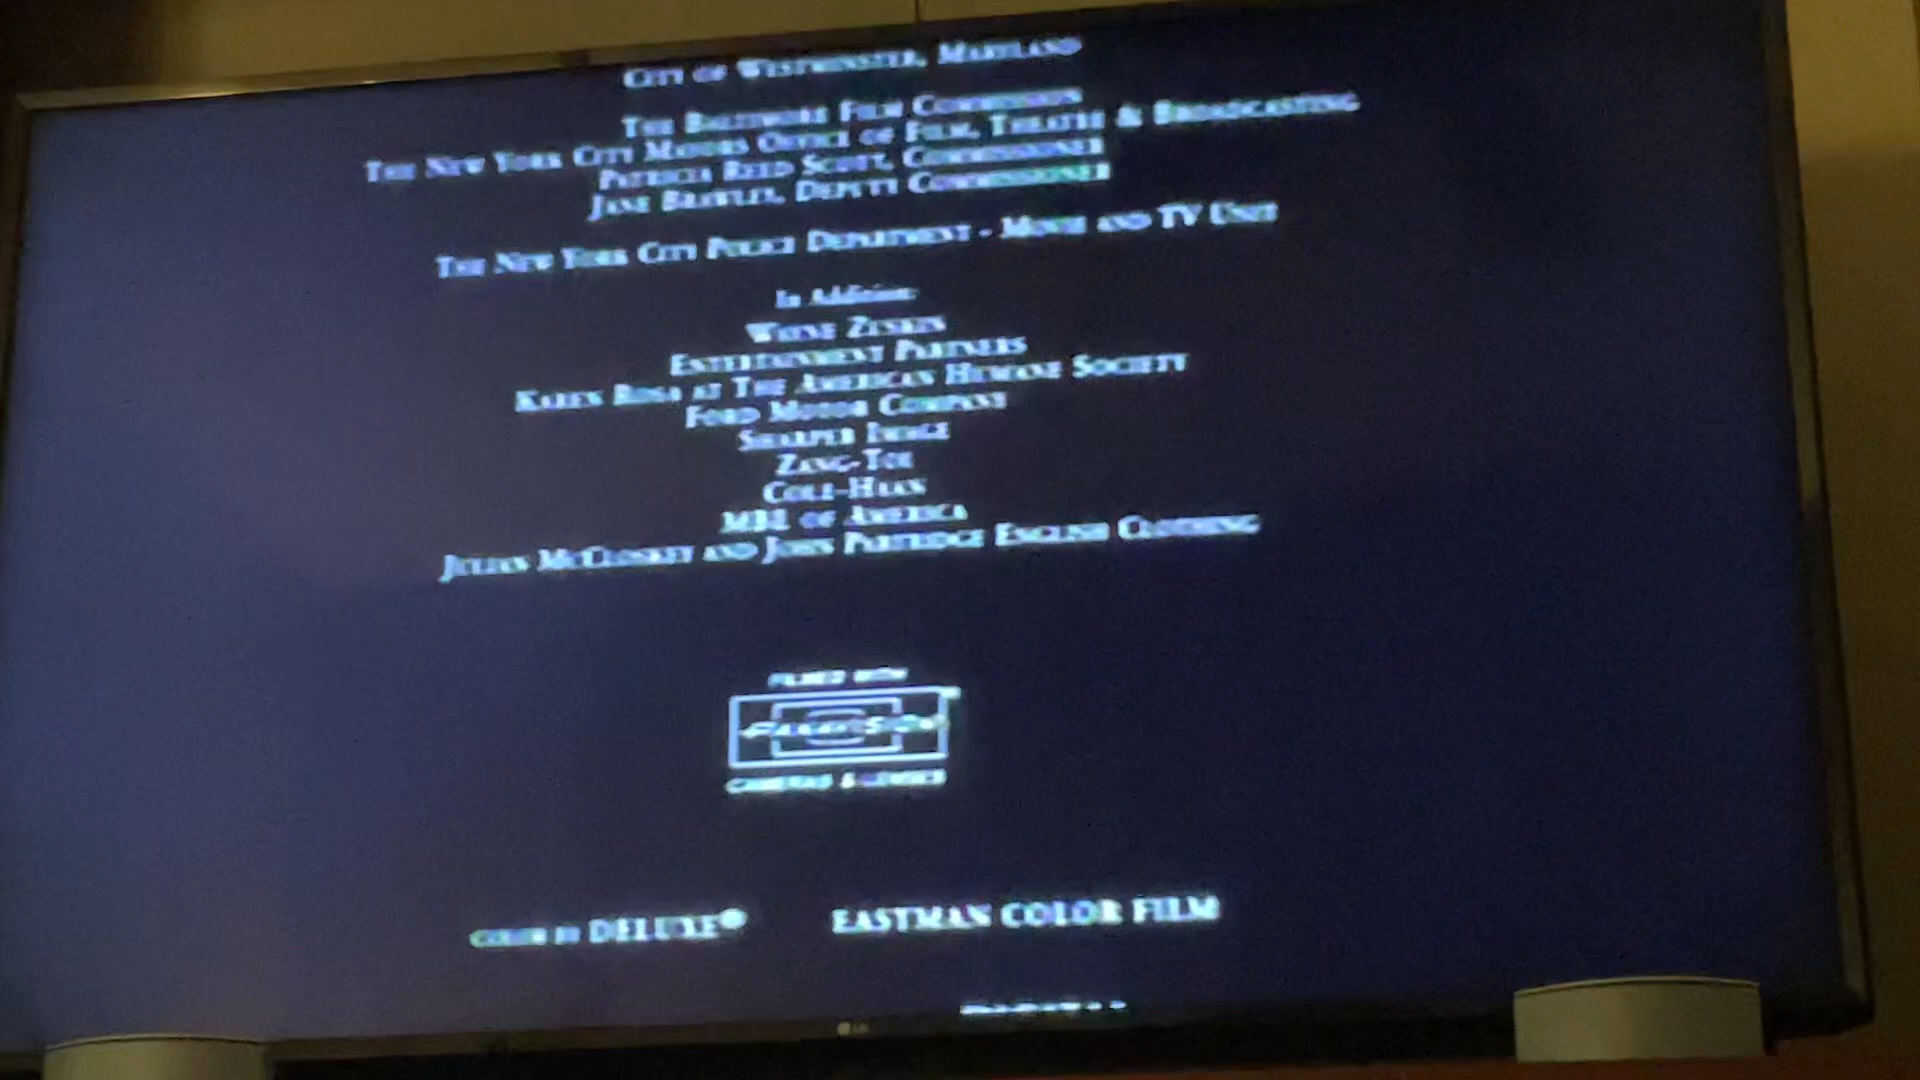 CITY OF WESTMINSTER, MARYLAND
THE BALTIMORE FILM COMMISSION
THE NEW YORK CITY MAYORS OFFICE OF FILM, THEATRE & BROADCASTING
PATRICIA REED SCOTT, COMMISSIONER
JANE BRAWLEY, DEPUTY COMMISSIONER
THE NEW YORK CITY POLICE DEPARTMENT - MOVIE AND TV UNIT
In Addition:
WAYNE
ENTERTAINMENT PARTNERS
KAREN ROSA AT THE AMERICAN HUMANE SOCIETY
FORD MOTOR COMPANY
SHARPER IMAGE
ZANG-TOI
COLE-HAAN
OF AMERICA
JULIAN MCCLOSKEY AND JOHN PARTRIDGE ENGLISH CLOTHING
FILMED WITH
PANAVISION
CAMERAS & LENSES
COLOR BY DELUXE®
EASTMAN COLOR FILM
LG